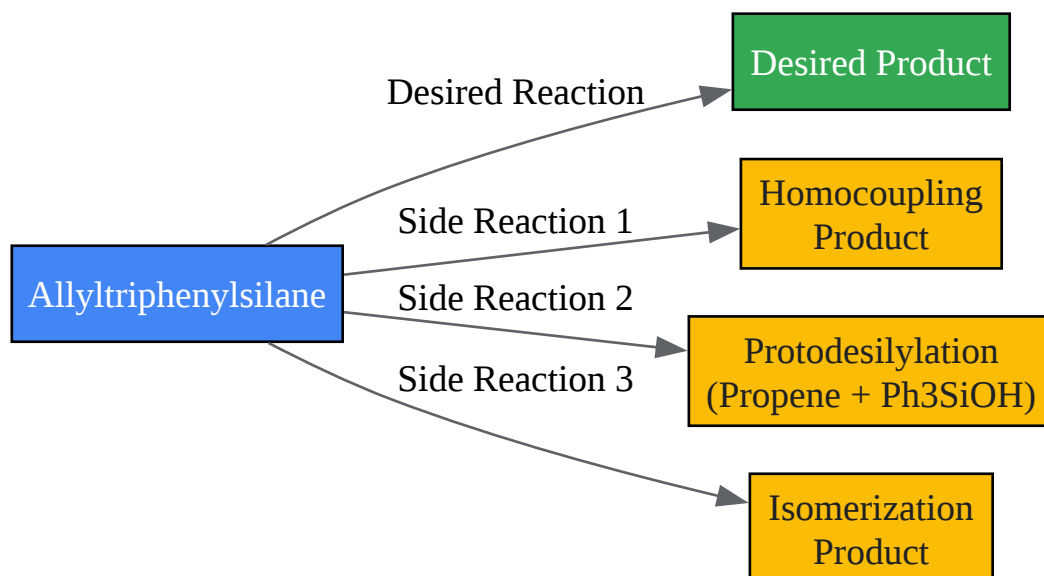 Desired Product
Desired Reaction
Homocoupling
Product
Side Reaction 1
Allyltriphenylsilane
Side Reaction 2
Protodesilylation
(Propene + Ph3SiOH)
Side Reaction 3
Isomerization
Product